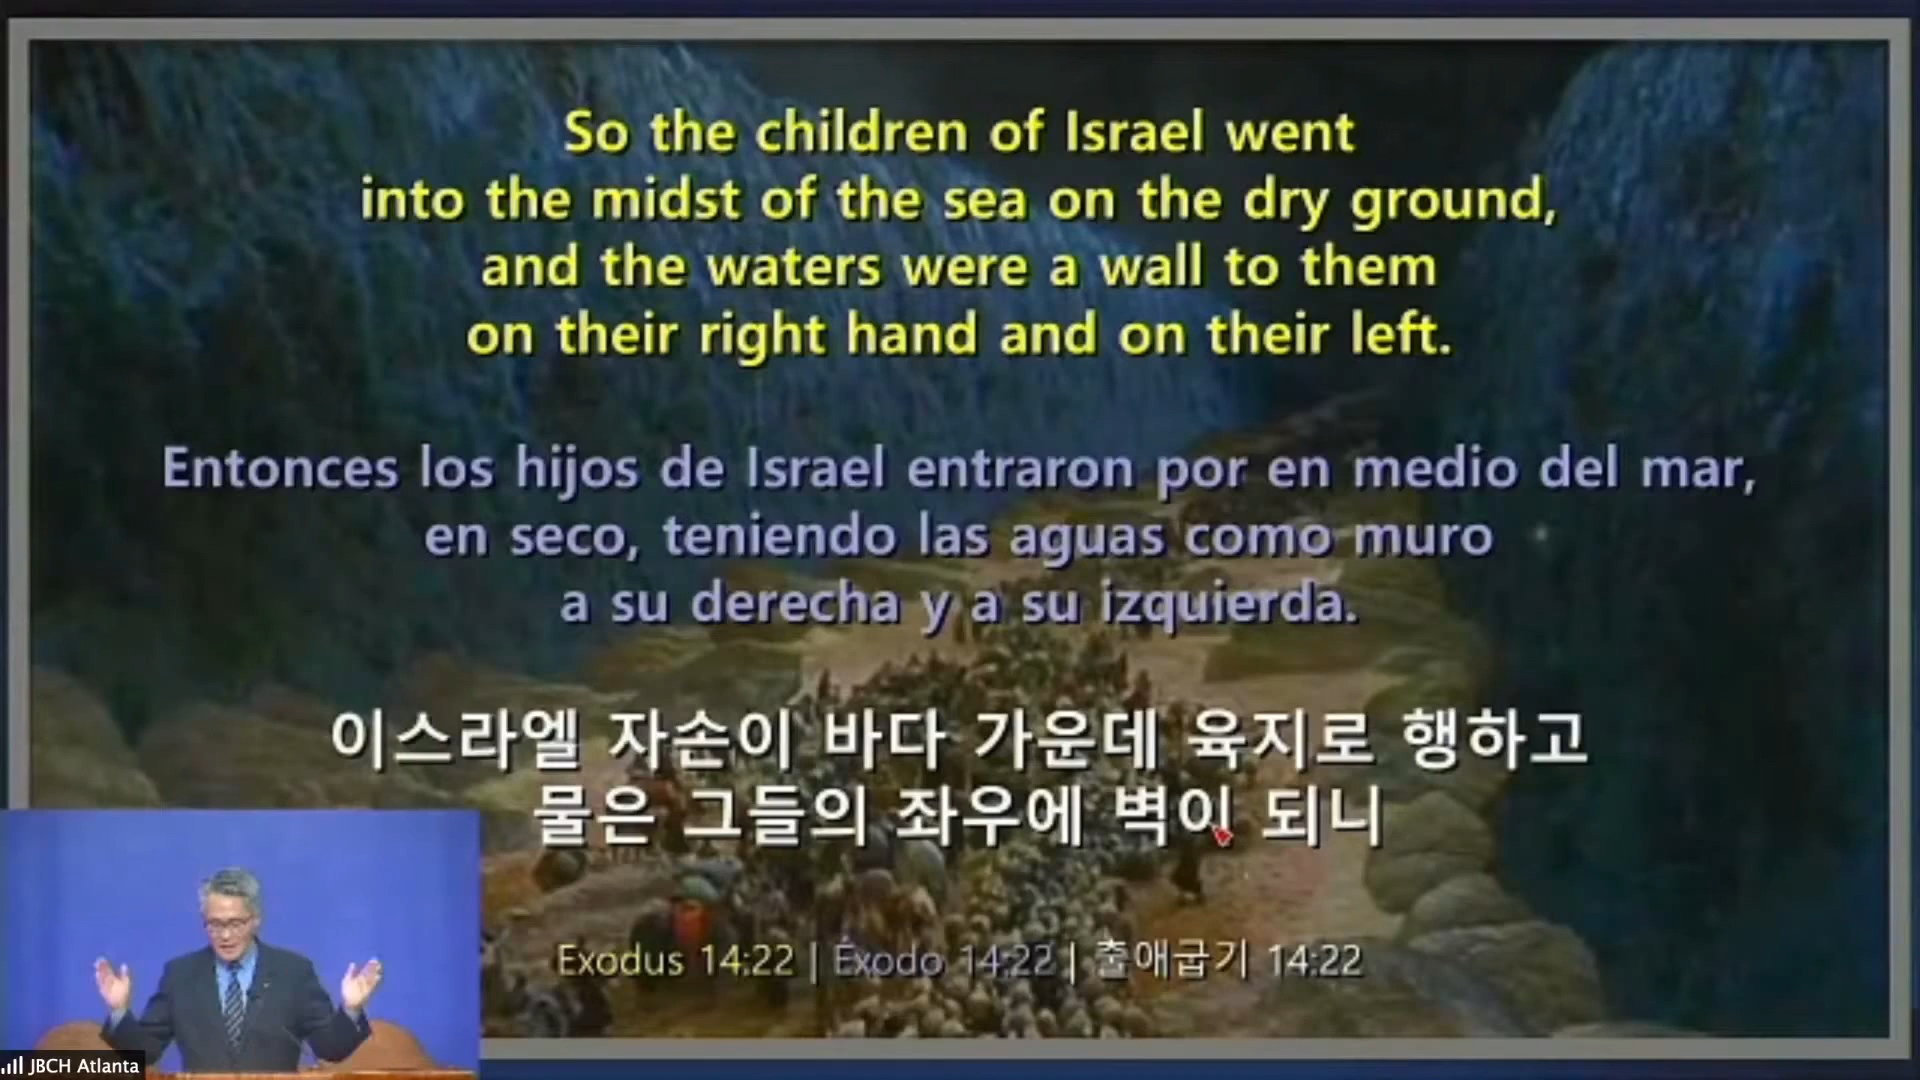 So the children of Israel went
into the midst of the sea on the dry ground,
and the waters were a wall to them
on their right hand and on their left.
Entonces los hijos de Israel entraron por en medio del mar,
en seco, teniendo las aguas como muro
a su derecha y a su izquierda.
이스라엘 자손이 바다 가운데 육지로 행하고
물은 그들의 좌우에 벽이 되니
Exodus 14:22 | Éxodo 14:22 | 출애굽기 14:22
JBCH Atlanta